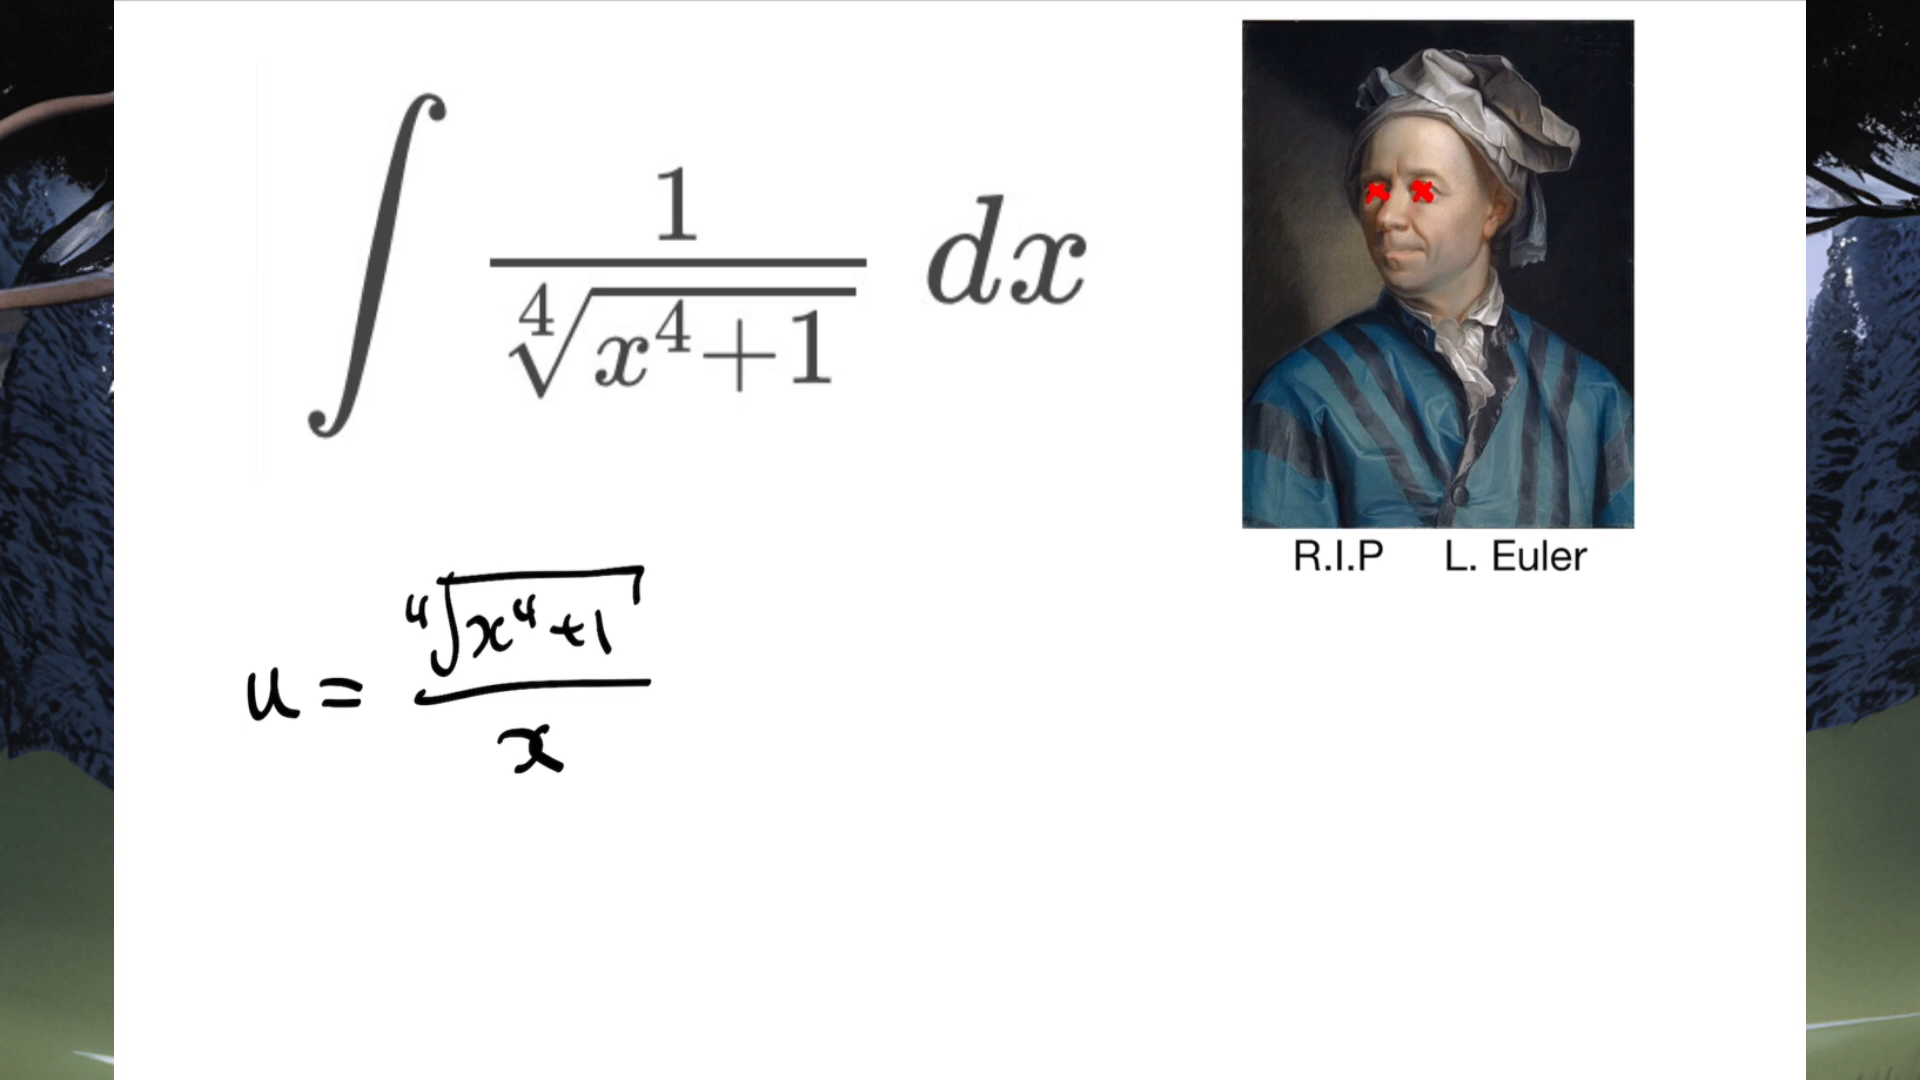 ∫ 1/∜(x⁴+1) dx
R.I.P L. Euler
u = ∜(x⁴+1)/x